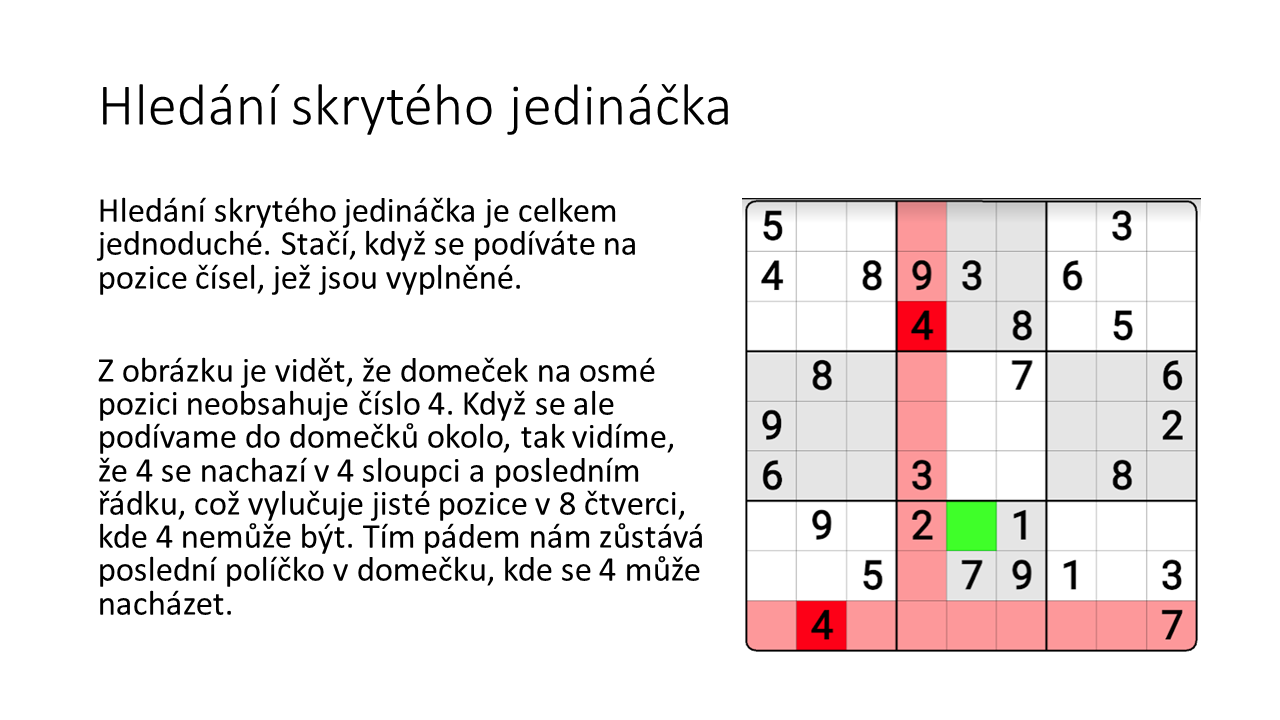 Hledání skrytého jedináčka
Hledání skrytého jedináčka je celkem
jednoduché. Stačí, když se podíváte na
pozice čísel, jež jsou vyplněné.
Z obrázku je vidět, že domeček na osmé
pozici neobsahuje číslo 4. Když se ale
podívame do domečků okolo, tak vidíme,
že 4 se nachazí v 4 sloupci a posledním
řádku, což vylučuje jisté pozice v 8 čtverci,
kde 4 nemůže být. Tím pádem nám zůstává
poslední políčko v domečku, kde se 4 může
nacházet.
5 3
4 8 9 3 6
4 8 5
8 7 6
9 2
6 3 8
9 2 1
5 7 9 1 3
4 7